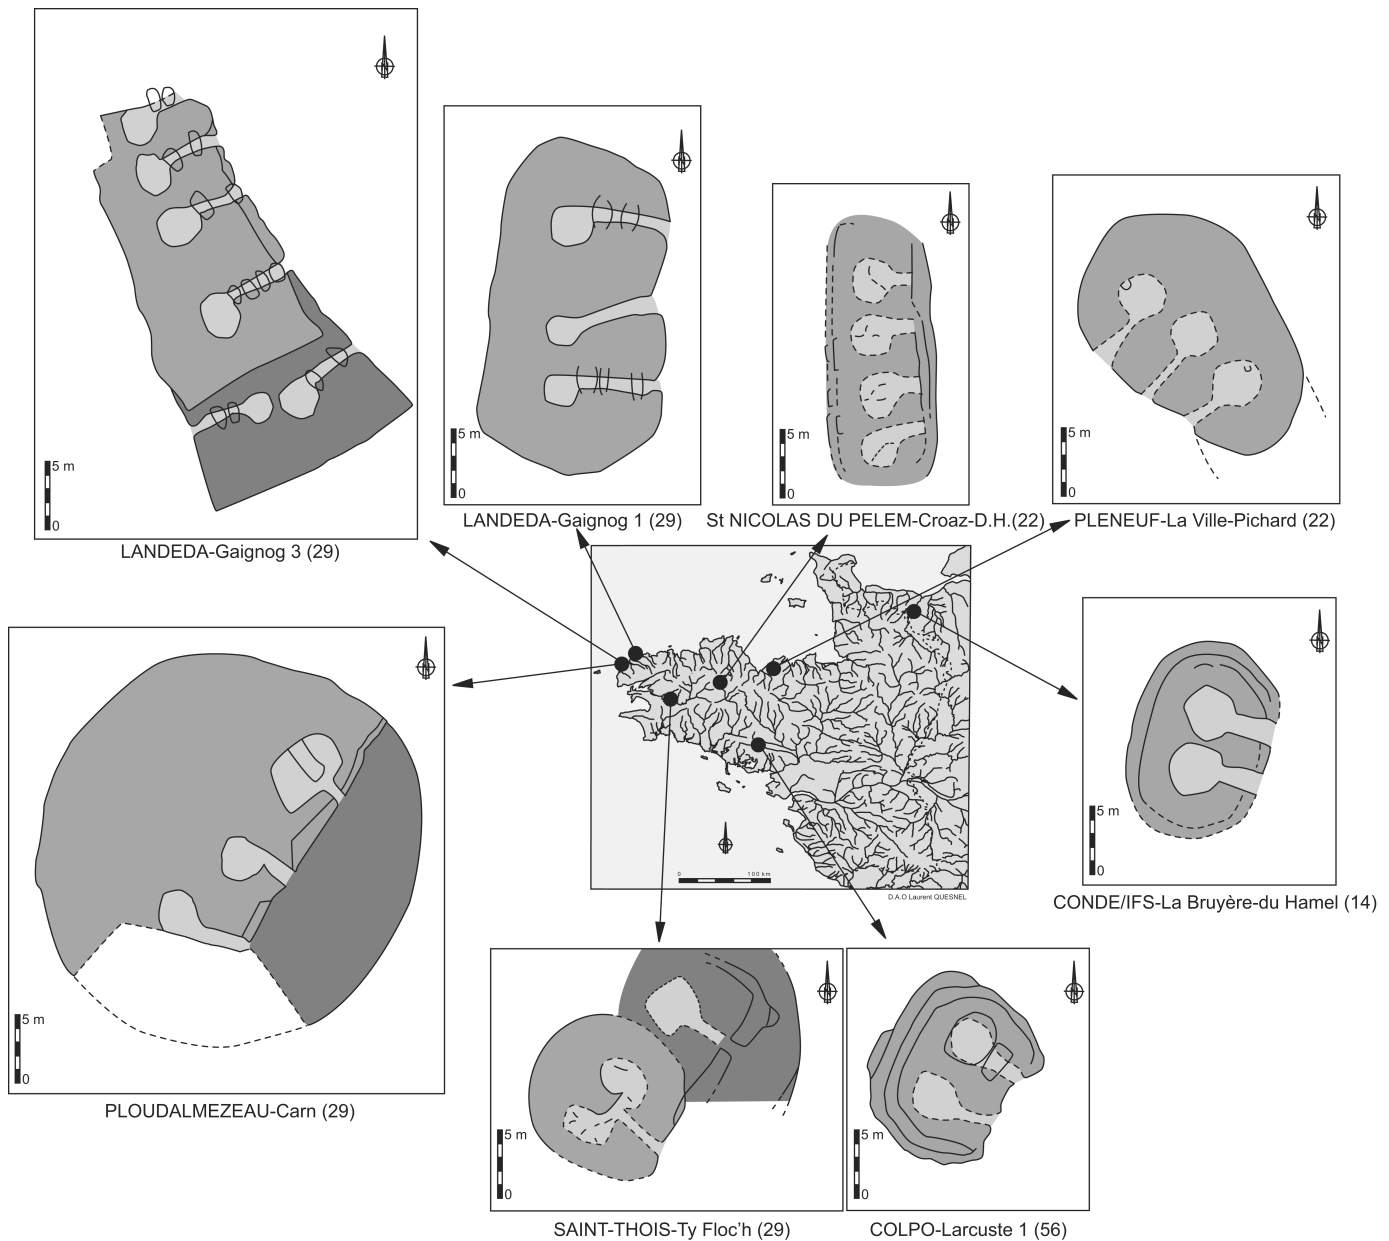 5 m
0
LANDEDA-Gaignog 3 (29)
5 m
0
LANDEDA-Gaignog 1 (29)
5 m
0
St NICOLAS DU PELEM-Croaz-D.H.(22)
5 m
0
PLENEUF-La Ville-Pichard (22)
5 m
0
PLOUDALMEZEAU-Carn (29)
0 100 km
D.A.O Laurent QUESNEL
5 m
0
CONDE/IFS-La Bruyère-du Hamel (14)
5 m
0
SAINT-THOIS-Ty Floc'h (29)
5 m
0
COLPO-Larcuste 1 (56)